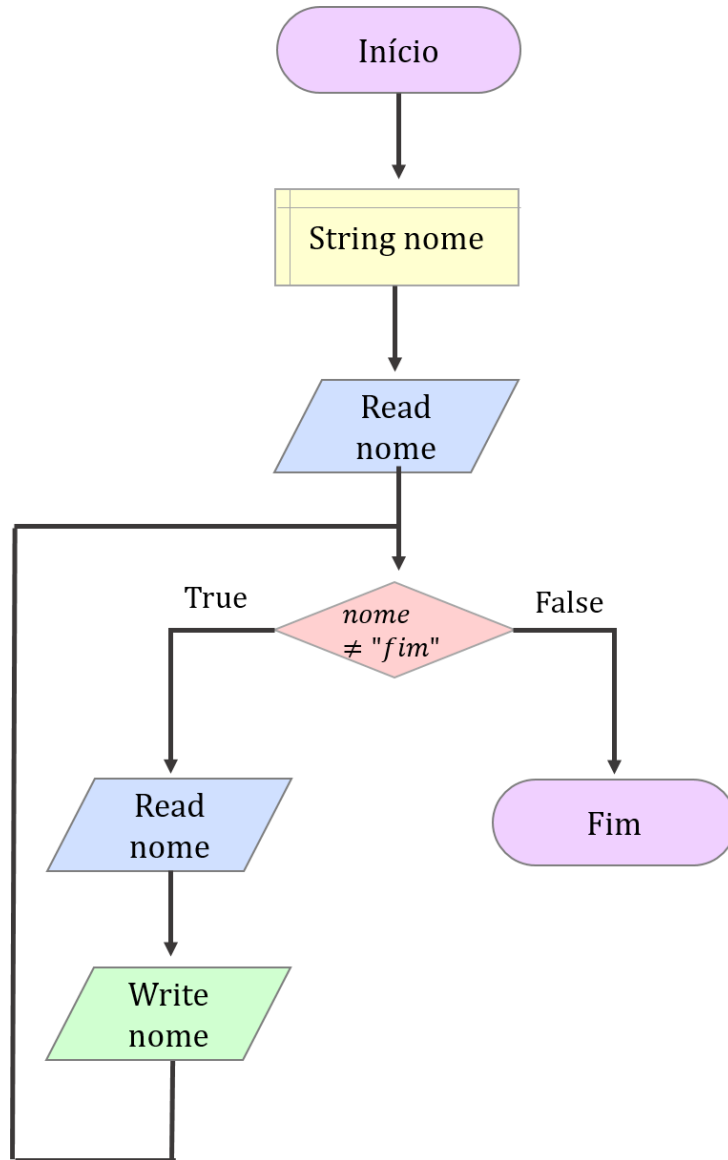 Início
String nome
Read
nome
True
nome
≠ "fim"
False
Read
nome
Fim
Write
nome